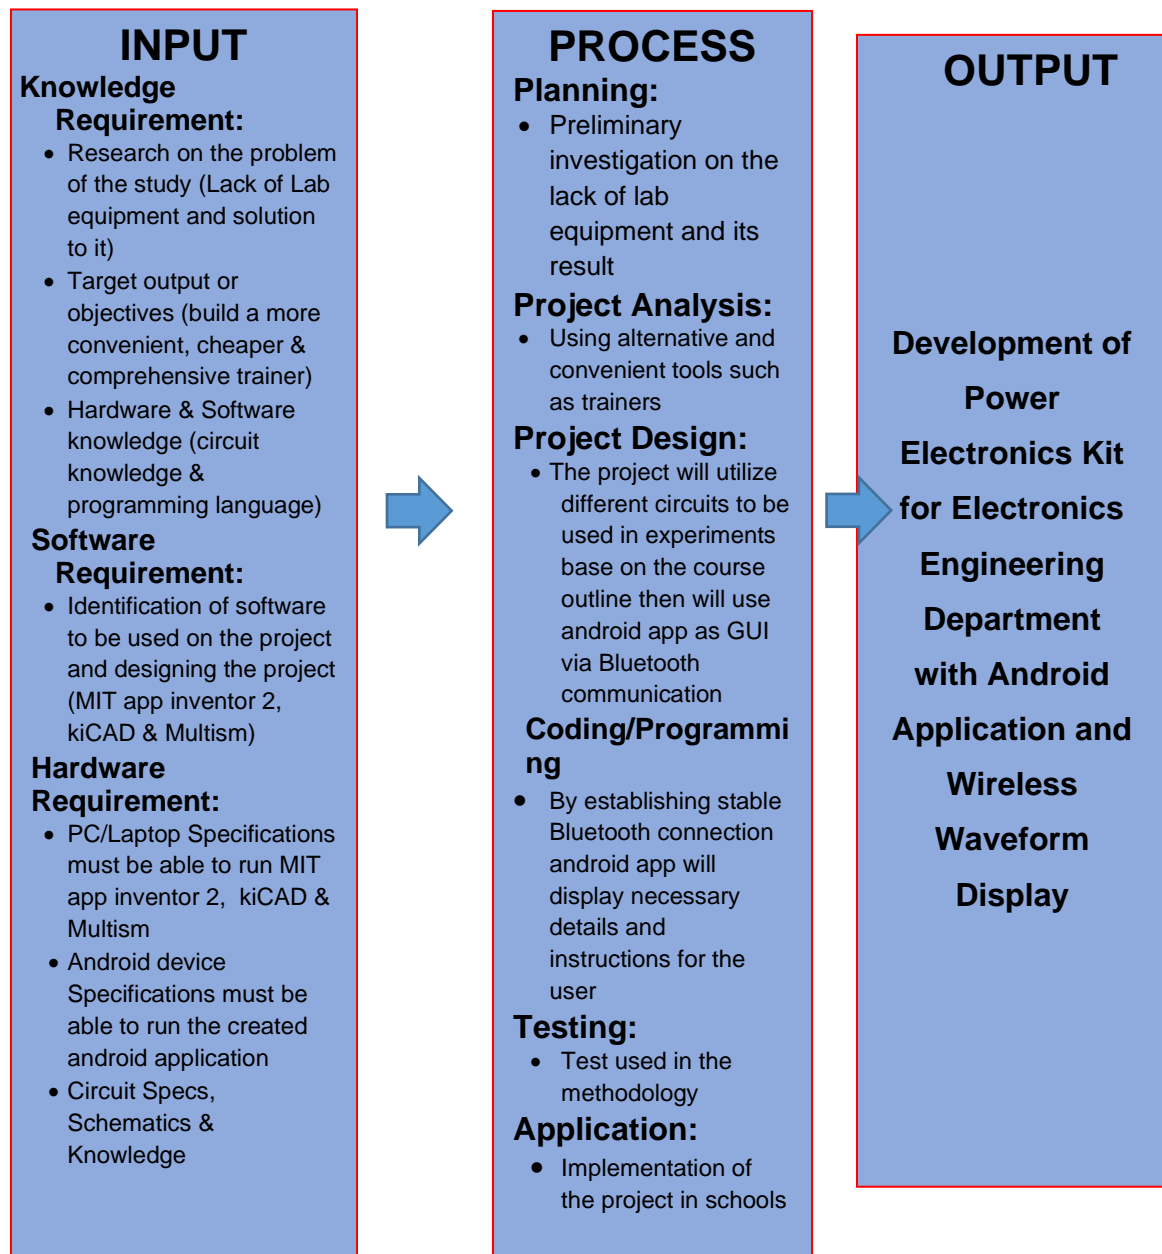 INPUT
Knowledge
Requirement:
• Research on the problem
of the study (Lack of Lab
equipment and solution
to it)
• Target output or
objectives (build a more
convenient, cheaper &
comprehensive trainer)
• Hardware & Software
knowledge (circuit
knowledge &
programming language)
Software
Requirement:
• Identification of software
to be used on the project
and designing the project
(MIT app inventor 2,
kiCAD & Multism)
Hardware
Requirement:
• PC/Laptop Specifications
must be able to run MIT
app inventor 2, kiCAD &
Multism
• Android device
Specifications must be
able to run the created
android application
• Circuit Specs,
Schematics &
Knowledge
PROCESS
Planning:
• Preliminary
investigation on the
lack of lab
equipment and its
result
Project Analysis:
• Using alternative and
convenient tools such
as trainers
Project Design:
• The project will utilize
different circuits to be
used in experiments
base on the course
outline then will use
android app as GUI
via Bluetooth
communication
Coding/Programmi
ng
• By establishing stable
Bluetooth connection
android app will
display necessary
details and
instructions for the
user
Testing:
• Test used in the
methodology
Application:
• Implementation of
the project in schools
OUTPUT
Development of
Power
Electronics Kit
for Electronics
Engineering
Department
with Android
Application and
Wireless
Waveform
Display